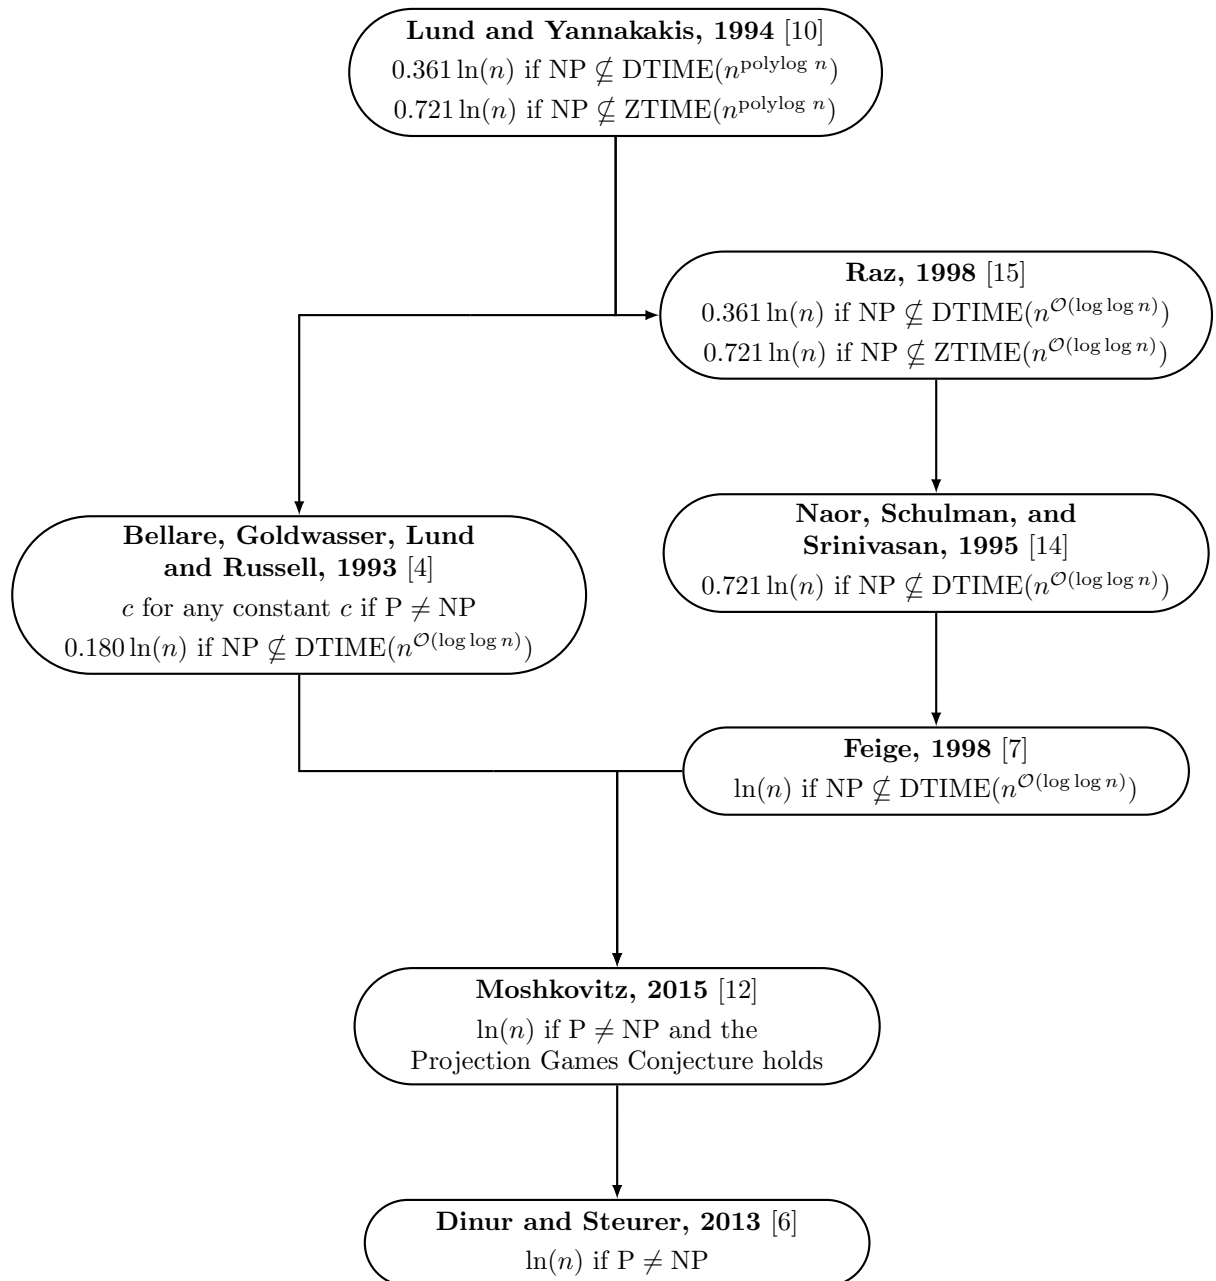 Lund and Yannakakis, 1994 [10]
0.361 ln(n) if NP ⊈ DTIME(n^{polylog n})
0.721 ln(n) if NP ⊈ ZTIME(n^{polylog n})
Raz, 1998 [15]
0.361 ln(n) if NP ⊈ DTIME(n^{𝒪(log log n)})
0.721 ln(n) if NP ⊈ ZTIME(n^{𝒪(log log n)})
Bellare, Goldwasser, Lund
and Russell, 1993 [4]
c for any constant c if P ≠ NP
0.180 ln(n) if NP ⊈ DTIME(n^{𝒪(log log n)})
Naor, Schulman, and
Srinivasan, 1995 [14]
0.721 ln(n) if NP ⊈ DTIME(n^{𝒪(log log n)})
Feige, 1998 [7]
ln(n) if NP ⊈ DTIME(n^{𝒪(log log n)})
Moshkovitz, 2015 [12]
ln(n) if P ≠ NP and the
Projection Games Conjecture holds
Dinur and Steurer, 2013 [6]
ln(n) if P ≠ NP